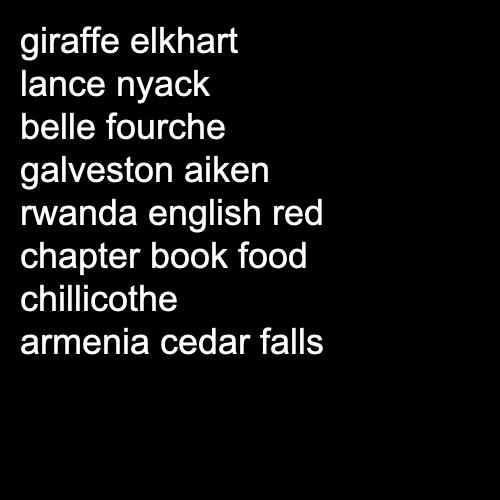 giraffe elkhart
lance nyack
belle fourche
galveston aiken
rwanda english red
chapter book food
chillicothe
armenia cedar falls